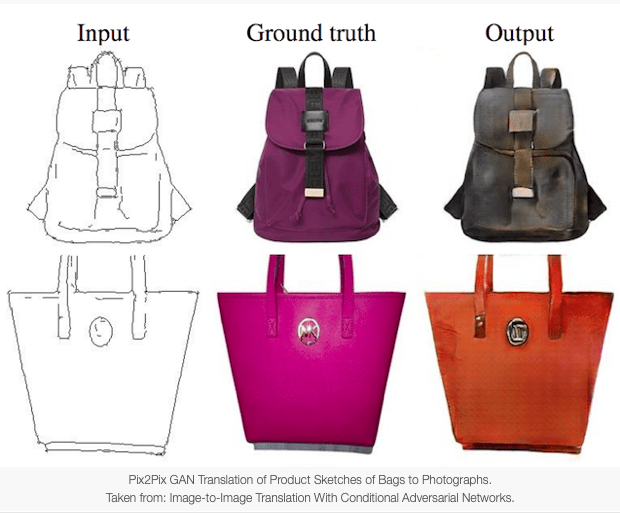 Input Ground truth Output
Pix2Pix GAN Translation of Product Sketches of Bags to Photographs.
Taken from: Image-to-Image Translation With Conditional Adversarial Networks.